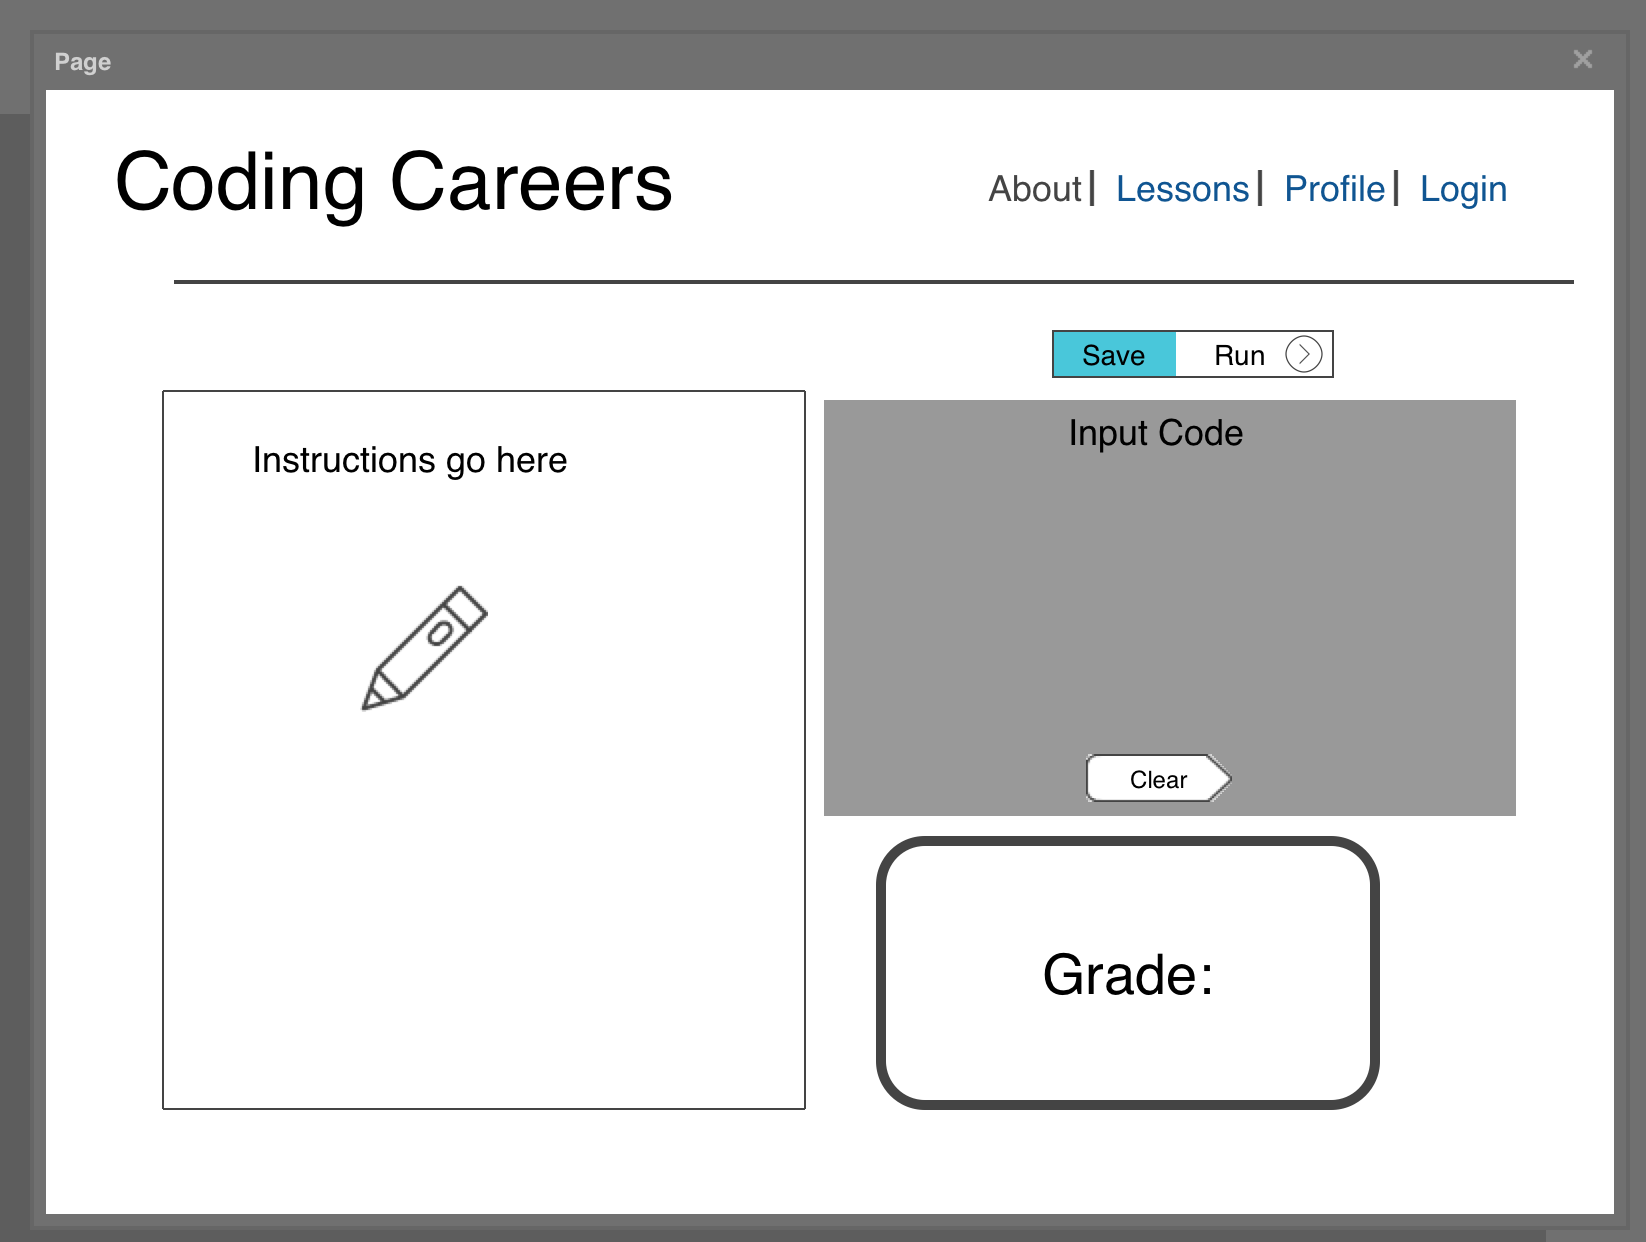 Page
Coding Careers
About| Lessons| Profile| Login
Save Run
Instructions go here
Input Code
Clear
Grade: